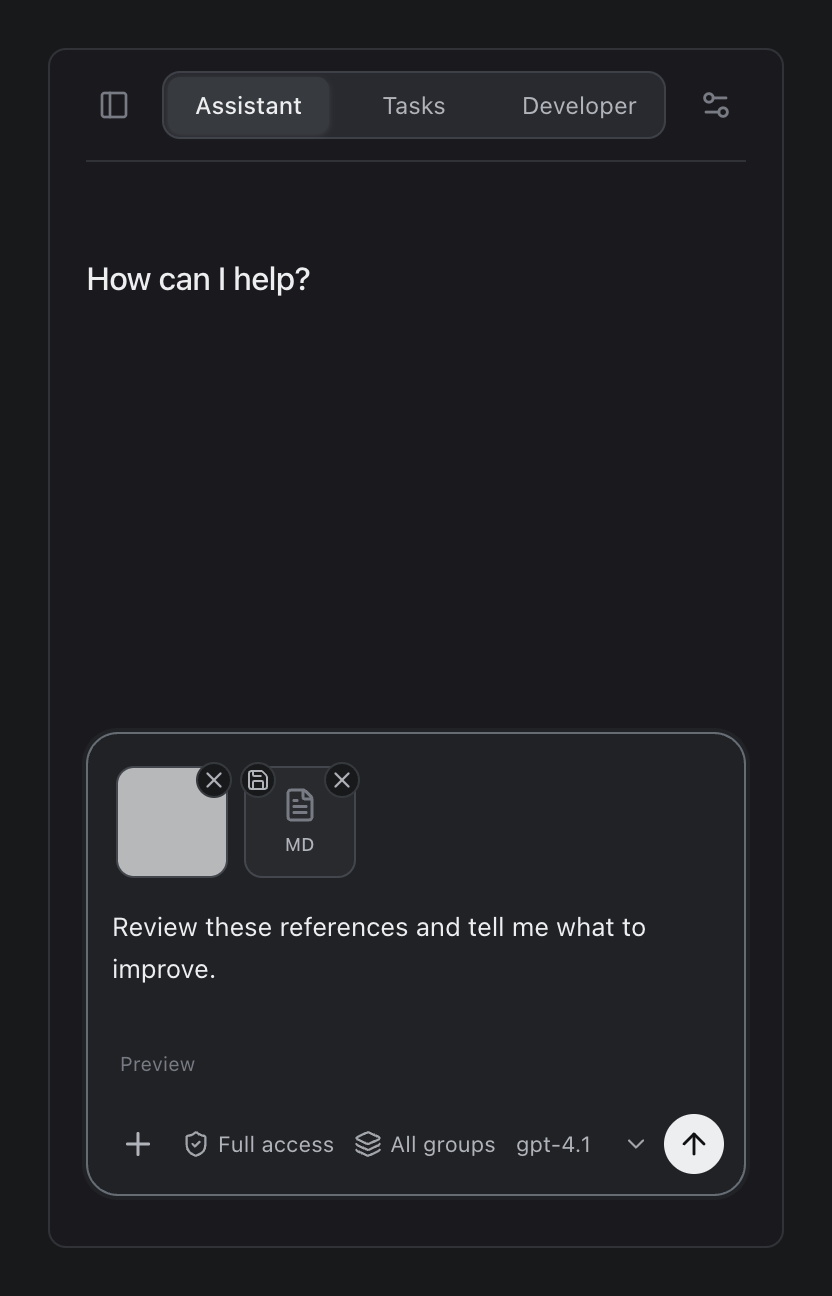 Assistant Tasks Developer
How can I help?
MD
Review these references and tell me what to
improve.
Preview
Full access All groups gpt-4.1